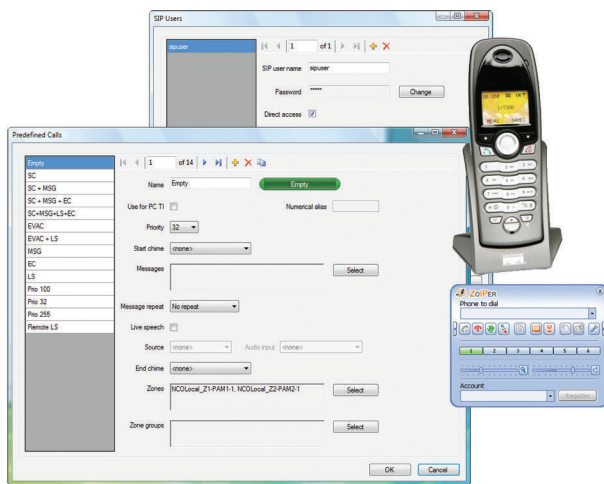 SIP Users
sipuser
1 of 1
SIP user name sipuser
Password ***** Change
Direct access
Predefined Calls
Empty
SC
SC + MSG
SC + MSG + EC
SC+MSG+LS+EC
EVAC
EVAC + LS
MSG
EC
LS
Prio 100
Prio 32
Prio 255
Remote LS
1 of 14
Name Empty Empty
Use for PC TI Numerical alias
Priority 32
Start chime <none>
Messages Select
Message repeat No repeat
Live speech
Source <none> Audio input <none>
End chime <none>
Zones NCOLocal_Z1-PAM1-1, NCOLocal_Z2-PAM2-1 Select
Zone groups Select
OK Cancel
MENU NAMES
ZOIPER
Phone to dial
1 2 3 4 5 6
Account
Register